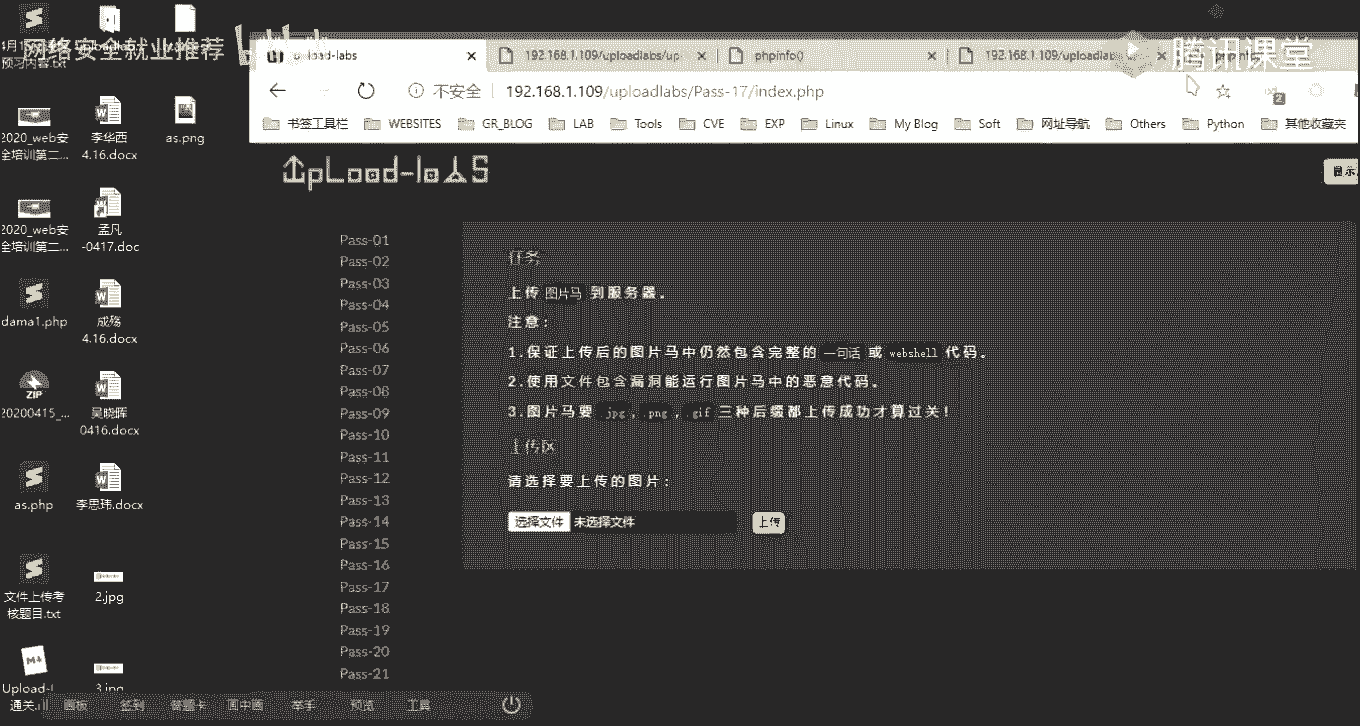 网络安全就业推荐
腾讯课堂
预习内容.txt
2020_web安
全培训第二...
李华西
4.16.docx
as.png
2020_web安
全培训第二...
孟凡
-0417.doc
dama1.php
成殇
4.16.docx
20200415_...
吴晓晖
0416.docx
as.php
李思玮.docx
文件上传考
核题目.txt
2.jpg
Upload-l...
通关...
3.jpg
画板
签到
答题卡
画中画
举手
预览
工具
upload-labs
192.168.1.109/uploadlabs/up
phpinfo()
192.168.1.109/uploadlabs
不安全
192.168.1.109/uploadlabs/Pass-17/index.php
书签工具栏 WEBSITES GR_BLOG LAB Tools CVE EXP Linux My Blog Soft 网址导航 Others Python 其他收藏夹
UpLoad-labS
显示
Pass-01
Pass-02
Pass-03
Pass-04
Pass-05
Pass-06
Pass-07
Pass-08
Pass-09
Pass-10
Pass-11
Pass-12
Pass-13
Pass-14
Pass-15
Pass-16
Pass-17
Pass-18
Pass-19
Pass-20
Pass-21
任务
上传 图片马 到服务器。
注意：
1.保证上传后的图片马中仍然包含完整的 一句话 或 webshell 代码。
2.使用文件包含漏洞能运行图片马中的恶意代码。
3.图片马要 .jpg , .png , .gif 三种后缀都上传成功才算过关！
上传区
请选择要上传的图片：
选择文件 未选择文件 上传